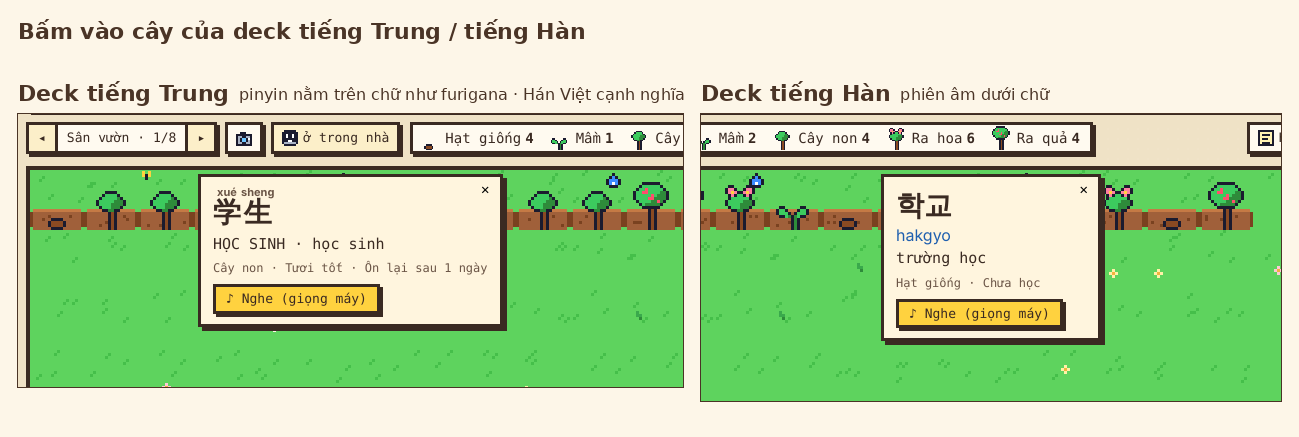 Bấm vào cây của deck tiếng Trung / tiếng Hàn
Deck tiếng Trung pinyin nằm trên chữ như furigana · Hán Việt cạnh nghĩa
◂ Sân vườn · 1/8 ▸ ở trong nhà Hạt giống 4 Mầm 1 Cây
xué sheng
学生
×
HỌC SINH · học sinh
Cây non · Tươi tốt · Ôn lại sau 1 ngày
♪ Nghe (giọng máy)
Deck tiếng Hàn phiên âm dưới chữ
Mầm 2 Cây non 4 Ra hoa 6 Ra quả 4
×
학교
hakgyo
trường học
Hạt giống · Chưa học
♪ Nghe (giọng máy)